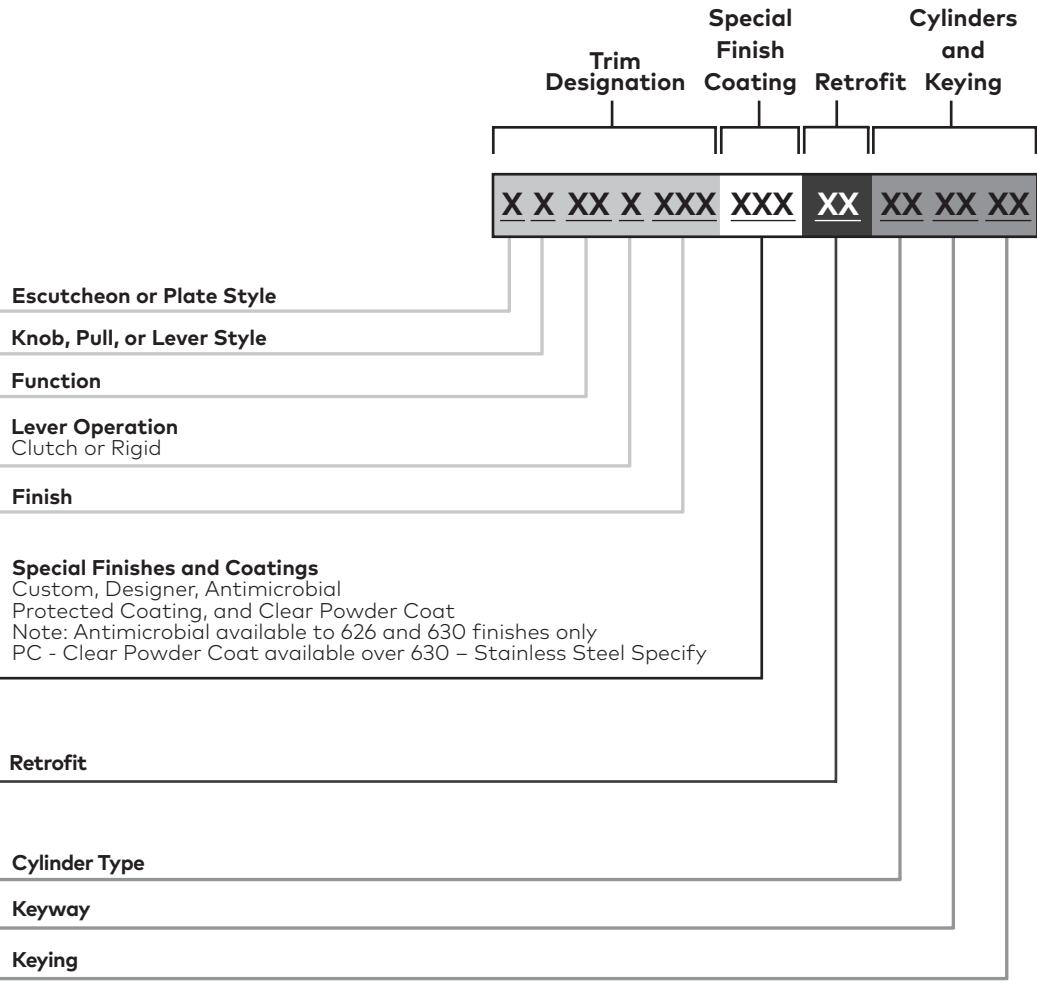 Trim
Designation
Special
Finish
Coating
Retrofit
Cylinders
and
Keying
X X XX X XXX XXX XX XX XX XX
Escutcheon or Plate Style
Knob, Pull, or Lever Style
Function
Lever Operation
Clutch or Rigid
Finish
Special Finishes and Coatings
Custom, Designer, Antimicrobial
Protected Coating, and Clear Powder Coat
Note: Antimicrobial available to 626 and 630 finishes only
PC - Clear Powder Coat available over 630 – Stainless Steel Specify
Retrofit
Cylinder Type
Keyway
Keying